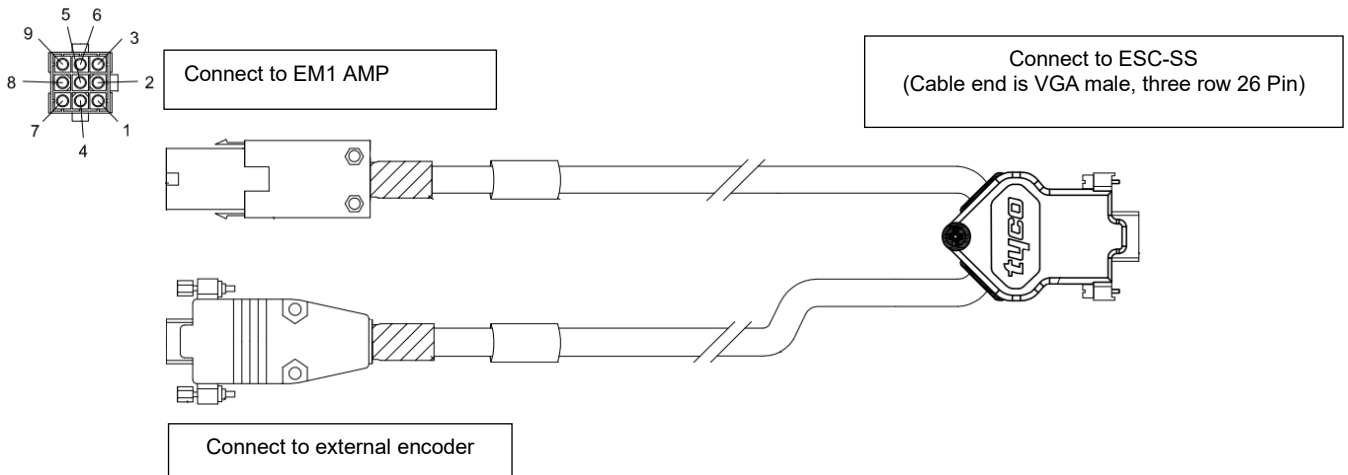 5 6
9 3
8 2
7 1
4
Connect to EM1 AMP
Connect to ESC-SS
(Cable end is VGA male, three row 26 Pin)
tyco
Connect to external encoder